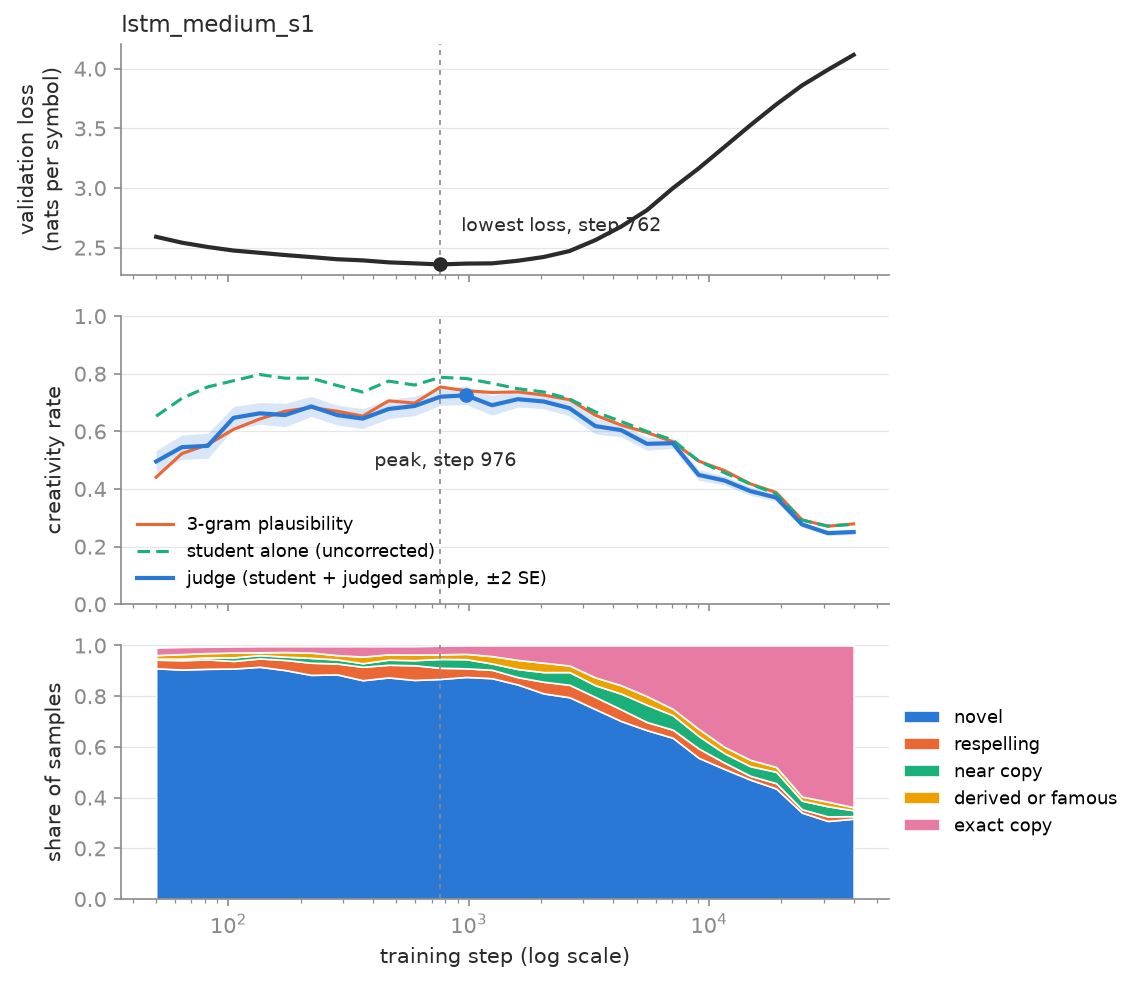 lstm_medium_s1
validation loss
(nats per symbol)
4.0
3.5
3.0
2.5
lowest loss, step 762
creativity rate
1.0
0.8
0.6
0.4
0.2
0.0
peak, step 976
3-gram plausibility
student alone (uncorrected)
judge (student + judged sample, ±2 SE)
share of samples
1.0
0.8
0.6
0.4
0.2
0.0
10²
10³
10⁴
training step (log scale)
novel
respelling
near copy
derived or famous
exact copy